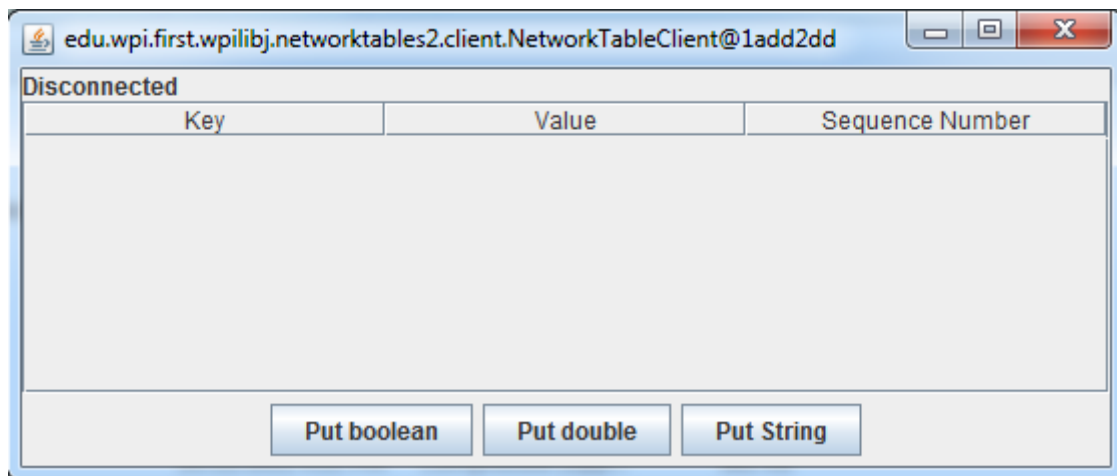 edu.wpi.first.wpilibj.networktables2.client.NetworkTableClient@1add2dd
Disconnected
Key Value Sequence Number
Put boolean Put double Put String